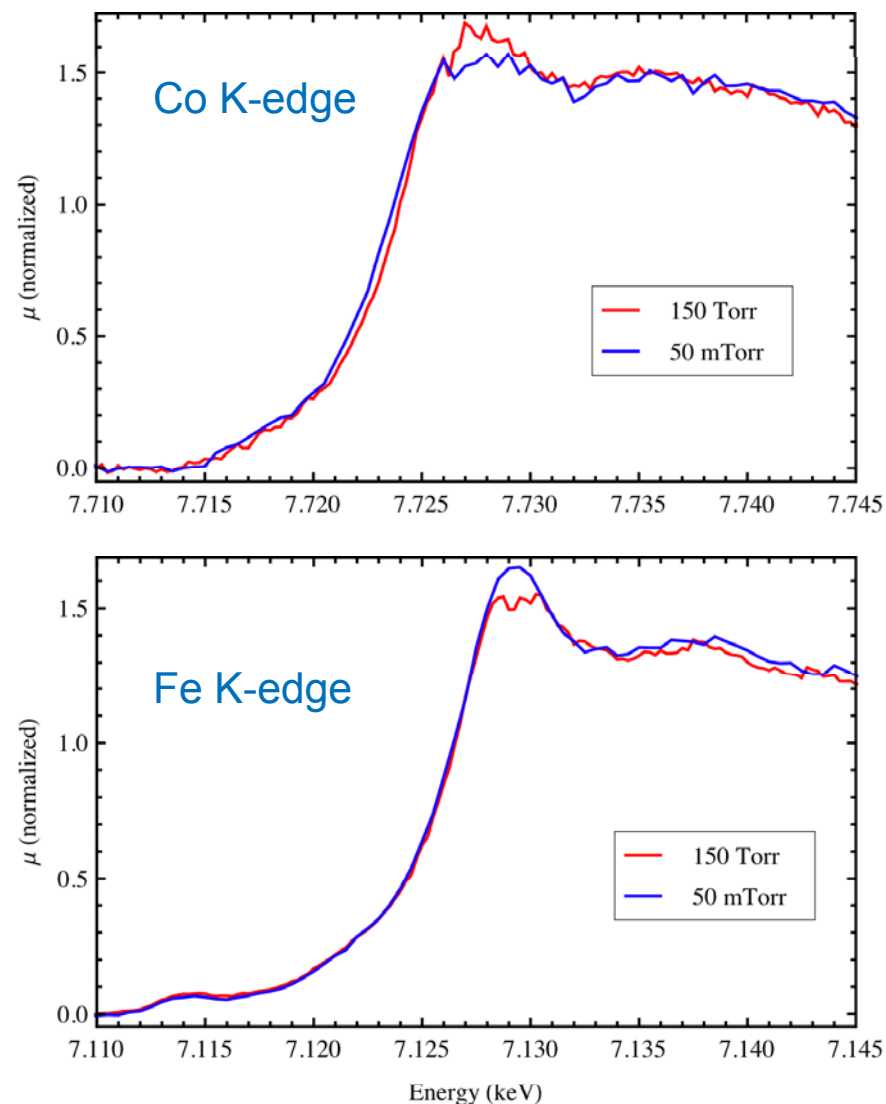 Co K-edge
μ (normalized)
1.5
1.0
0.5
0.0
150 Torr
50 mTorr
7.710 7.715 7.720 7.725 7.730 7.735 7.740 7.745
Fe K-edge
μ (normalized)
1.5
1.0
0.5
0.0
150 Torr
50 mTorr
7.110 7.115 7.120 7.125 7.130 7.135 7.140 7.145
Energy (keV)